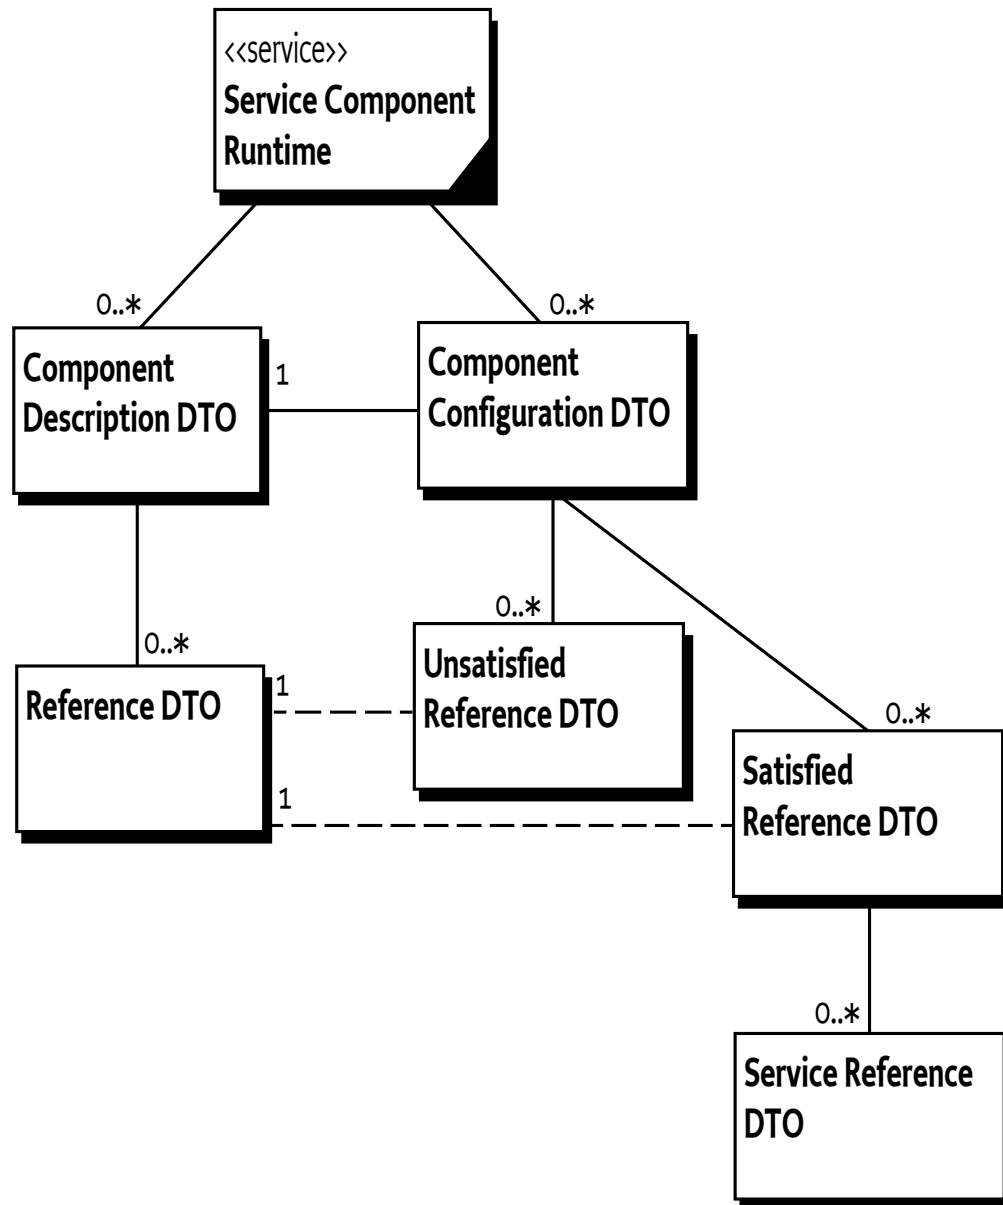 <<service>>
Service Component
Runtime
0..*
0..*
Component
Description DTO
1
Component
Configuration DTO
0..*
0..*
Reference DTO
1
1
Unsatisfied
Reference DTO
0..*
Satisfied
Reference DTO
0..*
Service Reference
DTO